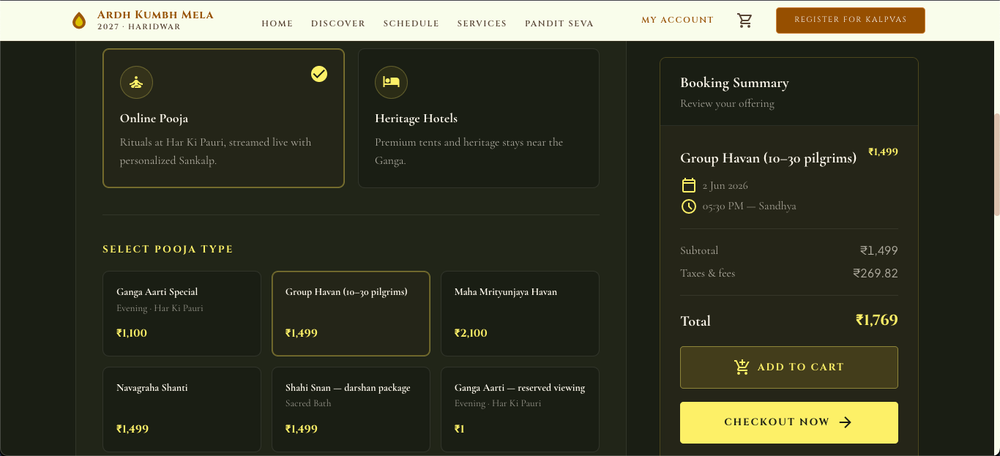 ARDH KUMBH MELA
2027 · HARIDWAR
HOME
DISCOVER
SCHEDULE
SERVICES
PANDIT SEVA
MY ACCOUNT
REGISTER FOR KALPVAS
Online Pooja
Rituals at Har Ki Pauri, streamed live with
personalized Sankalp.
Heritage Hotels
Premium tents and heritage stays near the
Ganga.
SELECT POOJA TYPE
Ganga Aarti Special
Evening · Har Ki Pauri
₹1,100
Group Havan (10–30 pilgrims)
₹1,499
Maha Mrityunjaya Havan
₹2,100
Navagraha Shanti
₹1,499
Shahi Snan — darshan package
Sacred Bath
₹1,499
Ganga Aarti — reserved viewing
Evening · Har Ki Pauri
₹1
Booking Summary
Review your offering
Group Havan (10–30 pilgrims)
₹1,499
2 Jun 2026
05:30 PM — Sandhya
Subtotal
₹1,499
Taxes & fees
₹269.82
Total
₹1,769
ADD TO CART
CHECKOUT NOW